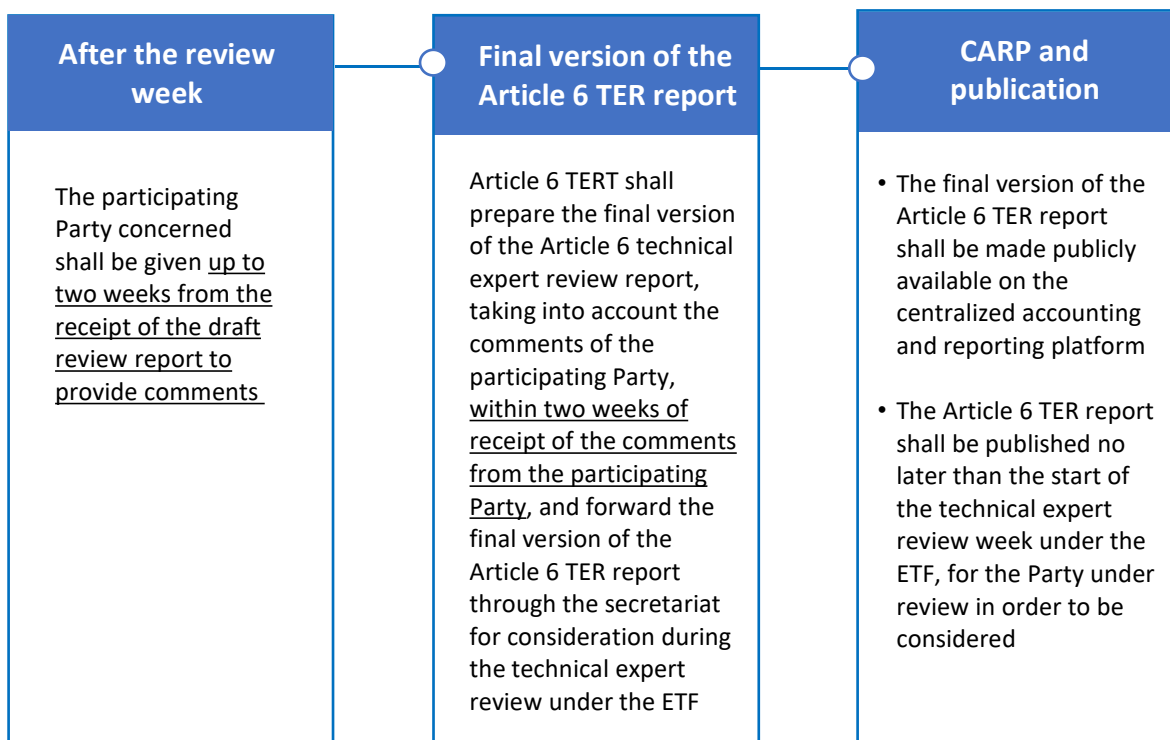 After the review
week
The participating
Party concerned
shall be given up to
two weeks from the
receipt of the draft
review report to
provide comments
Final version of the
Article 6 TER report
Article 6 TERT shall
prepare the final version
of the Article 6 technical
expert review report,
taking into account the
comments of the
participating Party,
within two weeks of
receipt of the comments
from the participating
Party, and forward the
final version of the
Article 6 TER report
through the secretariat
for consideration during
the technical expert
review under the ETF
CARP and
publication
• The final version of the
Article 6 TER report
shall be made publicly
available on the
centralized accounting
and reporting platform
• The Article 6 TER report
shall be published no
later than the start of
the technical expert
review week under the
ETF, for the Party under
review in order to be
considered